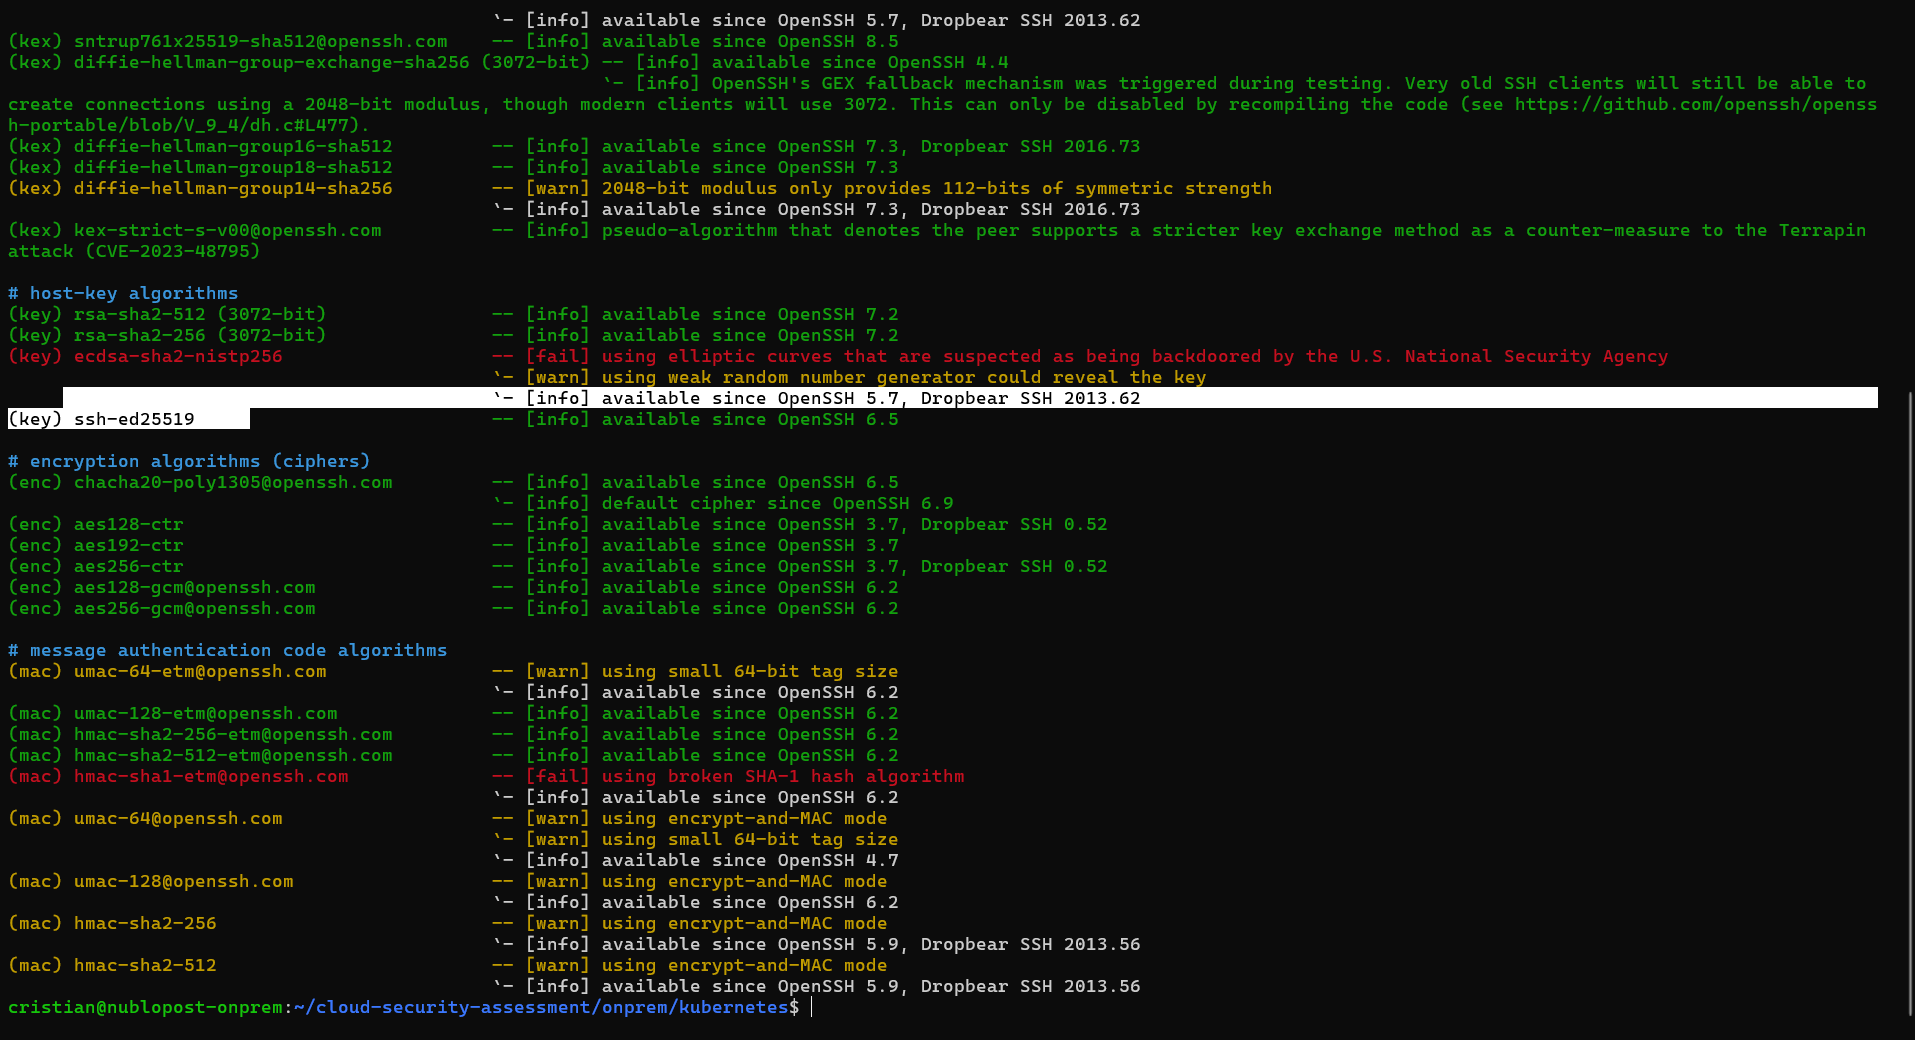 `- [info] available since OpenSSH 5.7, Dropbear SSH 2013.62
(kex) sntrup761x25519-sha512@openssh.com    -- [info] available since OpenSSH 8.5
(kex) diffie-hellman-group-exchange-sha256 (3072-bit) -- [info] available since OpenSSH 4.4
`- [info] OpenSSH's GEX fallback mechanism was triggered during testing. Very old SSH clients will still be able to
create connections using a 2048-bit modulus, though modern clients will use 3072. This can only be disabled by recompiling the code (see https://github.com/openssh/openss
h-portable/blob/V_9_4/dh.c#L477).
(kex) diffie-hellman-group16-sha512         -- [info] available since OpenSSH 7.3, Dropbear SSH 2016.73
(kex) diffie-hellman-group18-sha512         -- [info] available since OpenSSH 7.3
(kex) diffie-hellman-group14-sha256         -- [warn] 2048-bit modulus only provides 112-bits of symmetric strength
`- [info] available since OpenSSH 7.3, Dropbear SSH 2016.73
(kex) kex-strict-s-v00@openssh.com          -- [info] pseudo-algorithm that denotes the peer supports a stricter key exchange method as a counter-measure to the Terrapin
attack (CVE-2023-48795)
# host-key algorithms
(key) rsa-sha2-512 (3072-bit)               -- [info] available since OpenSSH 7.2
(key) rsa-sha2-256 (3072-bit)               -- [info] available since OpenSSH 7.2
(key) ecdsa-sha2-nistp256                   -- [fail] using elliptic curves that are suspected as being backdoored by the U.S. National Security Agency
`- [warn] using weak random number generator could reveal the key
`- [info] available since OpenSSH 5.7, Dropbear SSH 2013.62
(key) ssh-ed25519                           -- [info] available since OpenSSH 6.5
# encryption algorithms (ciphers)
(enc) chacha20-poly1305@openssh.com         -- [info] available since OpenSSH 6.5
`- [info] default cipher since OpenSSH 6.9
(enc) aes128-ctr                            -- [info] available since OpenSSH 3.7, Dropbear SSH 0.52
(enc) aes192-ctr                            -- [info] available since OpenSSH 3.7
(enc) aes256-ctr                            -- [info] available since OpenSSH 3.7, Dropbear SSH 0.52
(enc) aes128-gcm@openssh.com                -- [info] available since OpenSSH 6.2
(enc) aes256-gcm@openssh.com                -- [info] available since OpenSSH 6.2
# message authentication code algorithms
(mac) umac-64-etm@openssh.com               -- [warn] using small 64-bit tag size
`- [info] available since OpenSSH 6.2
(mac) umac-128-etm@openssh.com              -- [info] available since OpenSSH 6.2
(mac) hmac-sha2-256-etm@openssh.com         -- [info] available since OpenSSH 6.2
(mac) hmac-sha2-512-etm@openssh.com         -- [info] available since OpenSSH 6.2
(mac) hmac-sha1-etm@openssh.com             -- [fail] using broken SHA-1 hash algorithm
`- [info] available since OpenSSH 6.2
(mac) umac-64@openssh.com                   -- [warn] using encrypt-and-MAC mode
`- [warn] using small 64-bit tag size
`- [info] available since OpenSSH 4.7
(mac) umac-128@openssh.com                  -- [warn] using encrypt-and-MAC mode
`- [info] available since OpenSSH 6.2
(mac) hmac-sha2-256                         -- [warn] using encrypt-and-MAC mode
`- [info] available since OpenSSH 5.9, Dropbear SSH 2013.56
(mac) hmac-sha2-512                         -- [warn] using encrypt-and-MAC mode
`- [info] available since OpenSSH 5.9, Dropbear SSH 2013.56
cristian@nublopost-onprem:~/cloud-security-assessment/onprem/kubernetes$